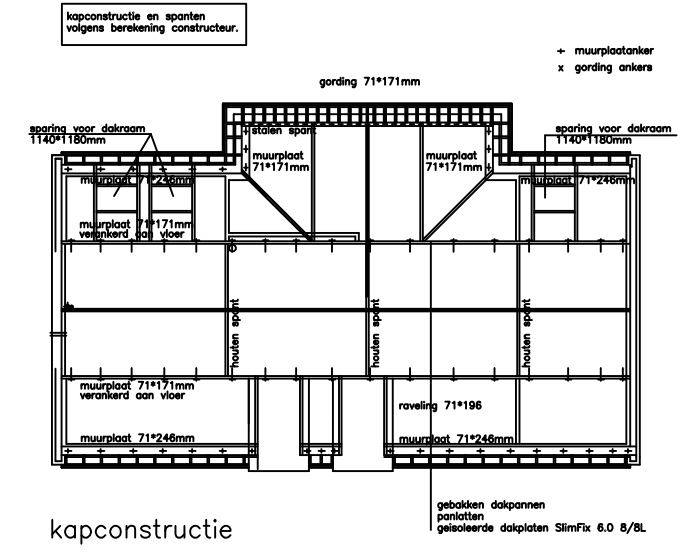 kapconstructie en spanten
volgens berekening constructeur.
muurplaatanker
gording ankers
gording 71*171mm
sparing voor dakraam
1140*1180mm
stalen spant
sparing voor dakraam
1140*1180mm
muurplaat
71*171mm
muurplaat
71*171mm
muurplaat 71*246mm
muurplaat 71*246mm
muurplaat 71*171mm
verankerd aan vloer
houten spant
houten spant
houten spant
muurplaat 71*171mm
verankerd aan vloer
raveling 71*196
muurplaat 71*246mm
muurplaat 71*246mm
gebakken dakpannen
panlatten
geisoleerde dakplaten SlimFix 6.0 8/8L
kapconstructie